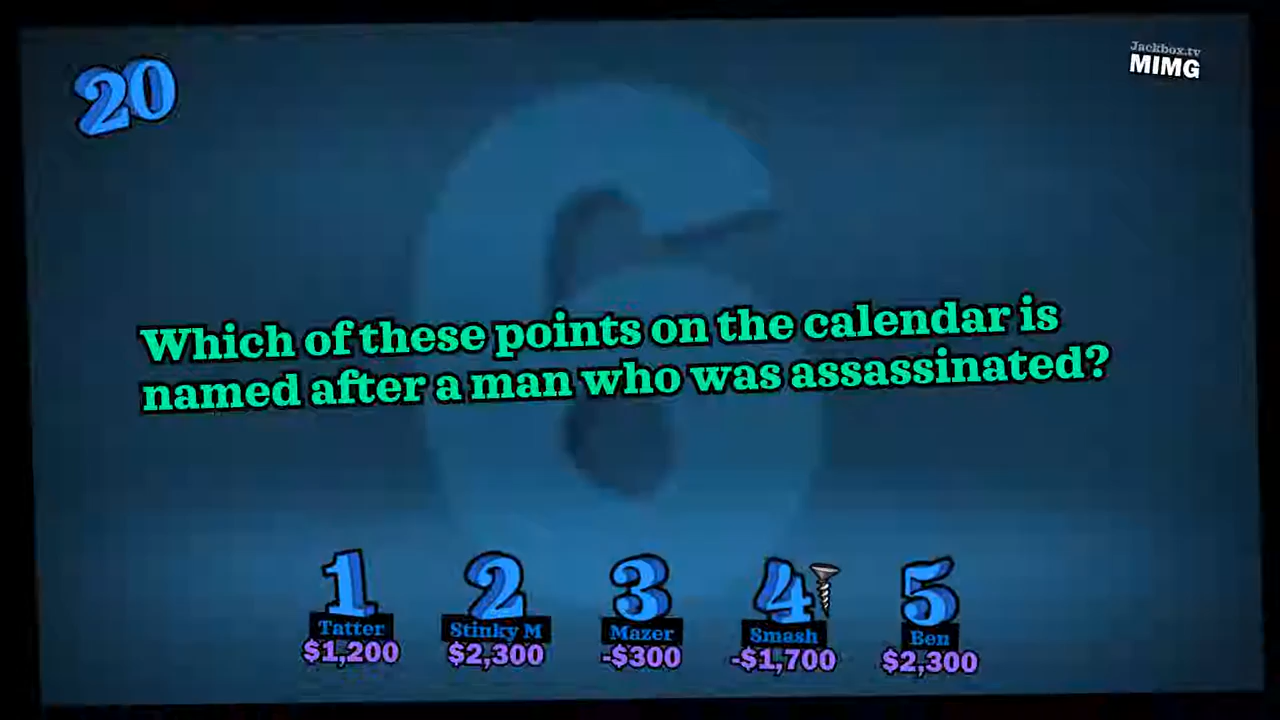 20
Jackbox.tv
MIMG
6
Which of these points on the calendar is
named after a man who was assassinated?
1 2 3 4 5
Tatter Stinky M Mazer Smash Ben
$1,200 $2,300 -$300 -$1,700 $2,300